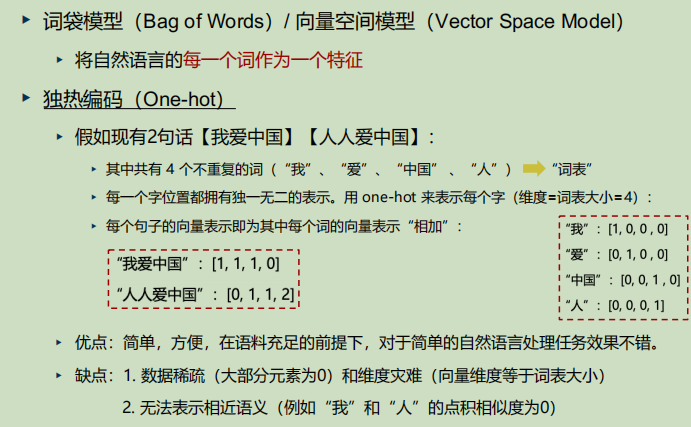 词袋模型（Bag of Words）/ 向量空间模型（Vector Space Model）
将自然语言的每一个词作为一个特征
独热编码（One-hot）
假如现有2句话【我爱中国】【人人爱中国】:
其中共有 4 个不重复的词（“我”、“爱”、“中国”、“人”） “词表”
每一个字位置都拥有独一无二的表示。用 one-hot 来表示每个字（维度=词表大小=4）:
每个句子的向量表示即为其中每个词的向量表示“相加”:
“我爱中国”: [1, 1, 1, 0]
“人人爱中国”: [0, 1, 1, 2]
“我”: [1, 0, 0 , 0]
“爱”: [0, 1, 0 , 0]
“中国”: [0, 0, 1 , 0]
“人”: [0, 0, 0, 1]
优点: 简单，方便，在语料充足的前提下，对于简单的自然语言处理任务效果不错。
缺点: 1. 数据稀疏（大部分元素为0）和维度灾难（向量维度等于词表大小）
2. 无法表示相近语义（例如“我”和“人”的点积相似度为0）